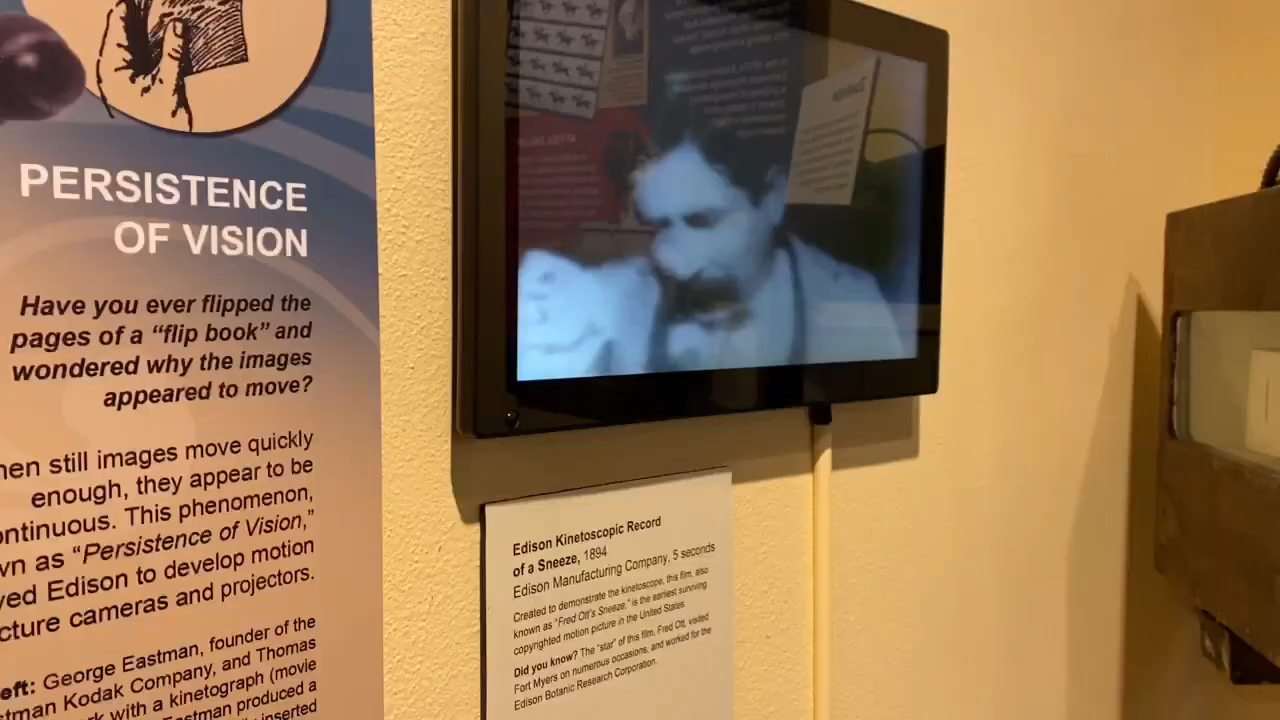 PERSISTENCE
OF VISION
Have you ever flipped the
pages of a “flip book” and
wondered why the images
appeared to move?
hen still images move quickly
enough, they appear to be
ontinuous. This phenomenon,
wn as “Persistence of Vision,”
yed Edison to develop motion
cture cameras and projectors.
eft: George Eastman, founder of the
stman Kodak Company, and Thomas
rk with a kinetograph (movie
Eastman produced a
inserted
Edison Kinetoscopic Record
of a Sneeze, 1894
Edison Manufacturing Company, 5 seconds
Created to demonstrate the kinetoscope, this film, also
known as “Fred Ott’s Sneeze,” is the earliest surviving
copyrighted motion picture in the United States.
Did you know? The “star” of this film, Fred Ott, visited
Fort Myers on numerous occasions, and worked for the
Edison Botanic Research Corporation.